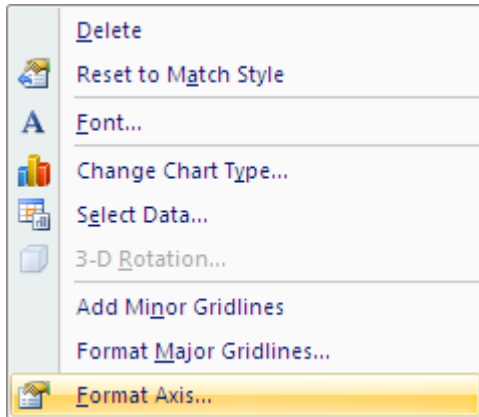 Delete
Reset to Match Style
Font...
Change Chart Type...
Select Data...
3-D Rotation...
Add Minor Gridlines
Format Major Gridlines...
Format Axis...